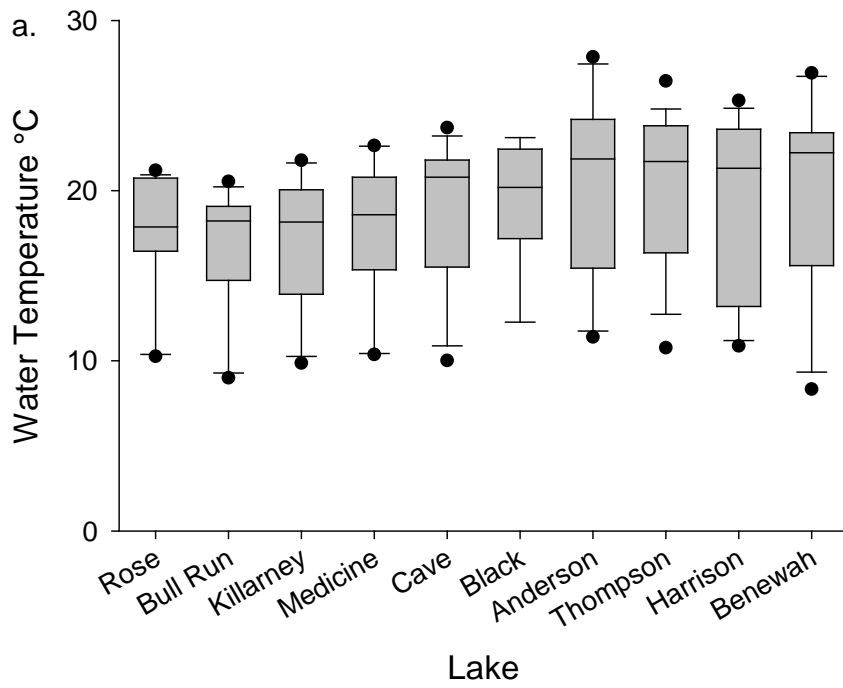 a.
Water Temperature °C
30
20
10
0
Rose
Bull Run
Killarney
Medicine
Cave
Black
Anderson
Thompson
Harrison
Benewah
Lake